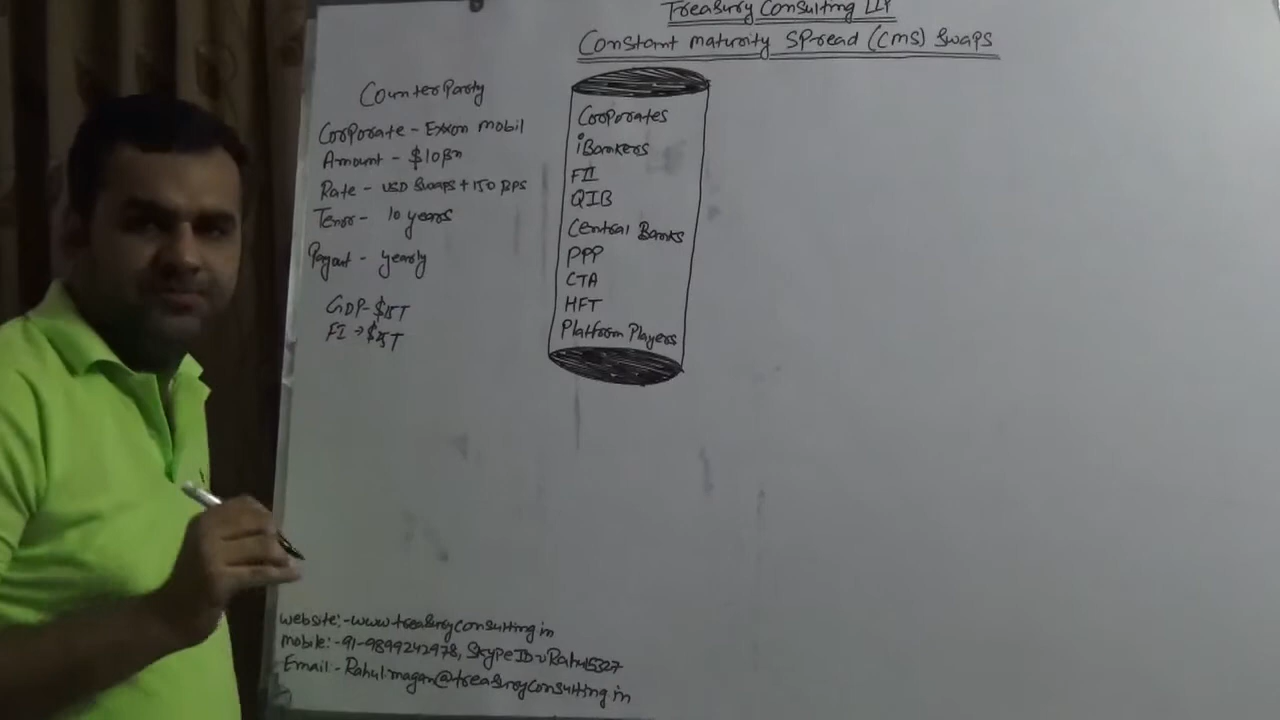 Treasury Consulting LLP
Constant maturity SPread (CMS) Swaps
CounterParty
Corporate - Exxon mobil
Amount - $10Bn
Rate - USD Swaps + 150 BPS
Tenor - 10 years
Payout - yearly
GDP - $15T
FI → $25T
Corporates
iBankers
FII
QIB
Central Banks
PPP
CTA
HFT
Platform Players
website:- www.treasuryconsulting.in
mobile:- 91-9899242978, Skype ID:
Email:- Rahul.magan@treasuryconsulting.in